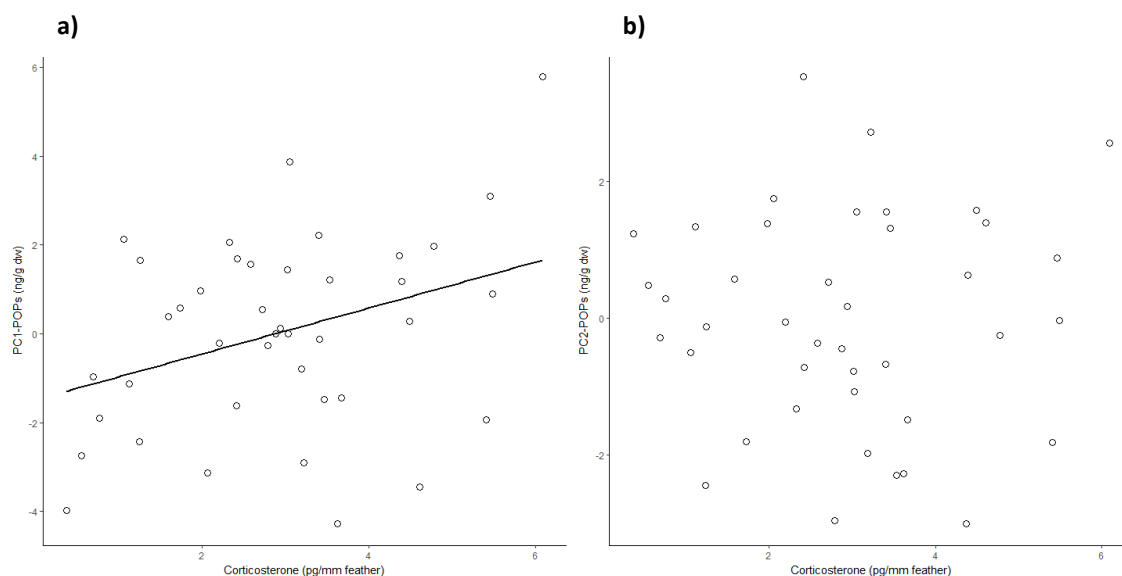 a)
b)
PC1-POPs (ng/g dw)
6
4
2
0
-2
-4
2
4
6
Corticosterone (pg/mm feather)
PC2-POPs (ng/g dw)
2
0
-2
2
4
6
Corticosterone (pg/mm feather)